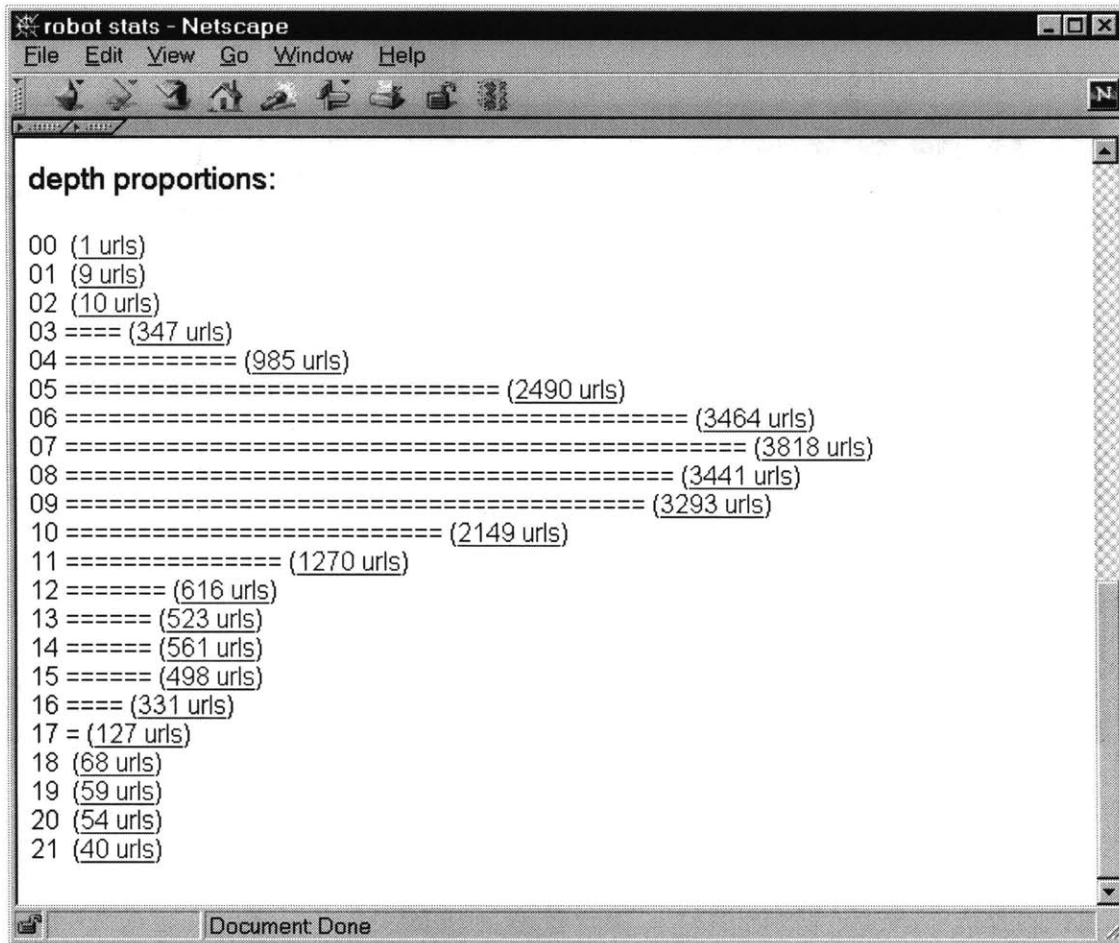 robot stats - Netscape
File Edit View Go Window Help
N
depth proportions:
00 (1 urls)
01 (9 urls)
02 (10 urls)
03 ==== (347 urls)
04 ============ (985 urls)
05 ============================== (2490 urls)
06 =========================================== (3464 urls)
07 =============================================== (3818 urls)
08 ========================================== (3441 urls)
09 ======================================== (3293 urls)
10 ========================== (2149 urls)
11 =============== (1270 urls)
12 ======= (616 urls)
13 ====== (523 urls)
14 ====== (561 urls)
15 ====== (498 urls)
16 ==== (331 urls)
17 = (127 urls)
18 (68 urls)
19 (59 urls)
20 (54 urls)
21 (40 urls)
Document: Done